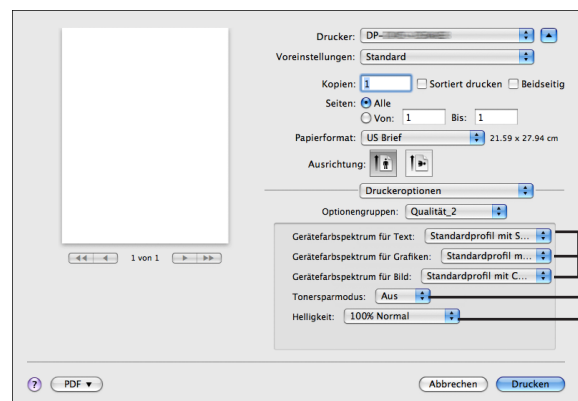 Drucker: DP-
Voreinstellungen: Standard
Kopien: 1 Sortiert drucken Beidseitig
Seiten: Alle
Von: 1 Bis: 1
Papierformat: US Brief 21.59 x 27.94 cm
Ausrichtung:
Druckeroptionen
Optionengruppen: Qualität_2
Gerätefarbspektrum für Text: Standardprofil mit S...
Gerätefarbspektrum für Grafiken: Standardprofil m...
Gerätefarbspektrum für Bild: Standardprofil mit C...
1 von 1
Tonersparmodus: Aus
Helligkeit: 100% Normal
? PDF Abbrechen Drucken